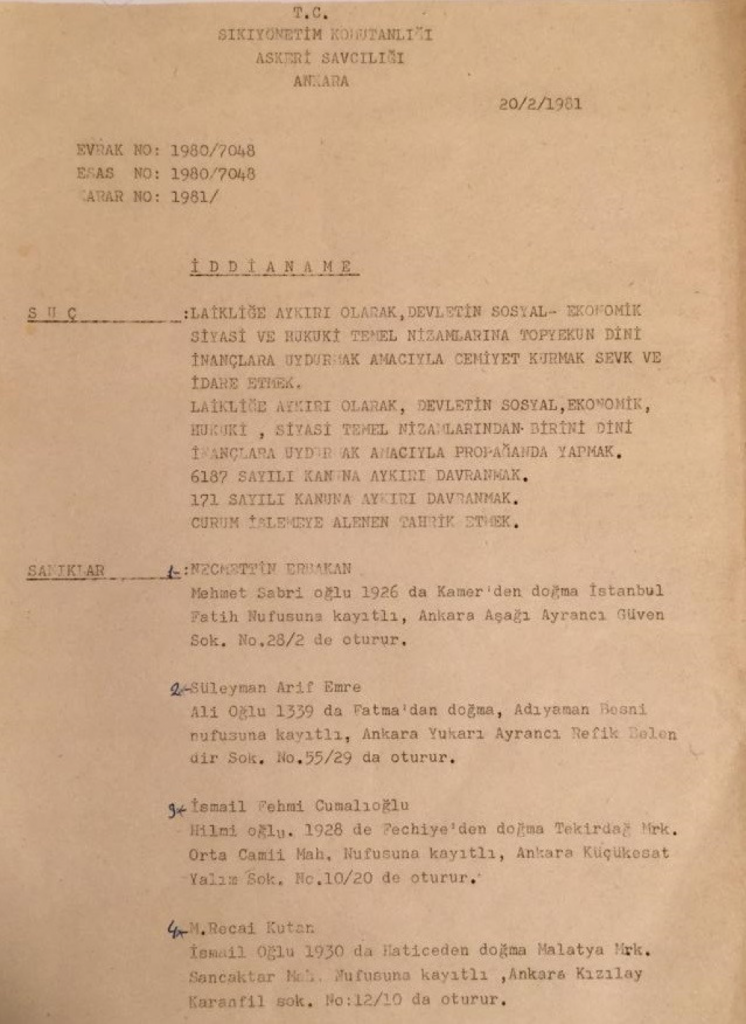 T.C.
SIKIYÖNETİM KOMUTANLIĞI
ASKERİ SAVCILIĞI
ANKARA
20/2/1981
EVRAK NO: 1980/7048
ESAS NO: 1980/7048
KARAR NO: 1981/
İ D D İ A N A M E
S U Ç :LAİKLİĞE AYKIRI OLARAK,DEVLETİN SOSYAL- EKONOMİK
SİYASİ VE HUKUKİ TEMEL NİZAMLARINA TOPYEKUN DİNİ
İNANÇLARA UYDURMAK AMACIYLA CEMİYET KURMAK SEVK VE
İDARE ETMEK.
LAİKLİĞE AYKIRI OLARAK, DEVLETİN SOSYAL,EKONOMİK,
HUKUKİ , SİYASİ TEMEL NİZAMLARINDAN BİRİNİ DİNİ
İNANÇLARA UYDURMAK AMACIYLA PROPAĞANDA YAPMAK.
6187 SAYILI KANUNA AYKIRI DAVRANMAK.
171 SAYILI KANUNA AYKIRI DAVRANMAK.
CURUM İŞLEMEYE ALENEN TAHRİK ETMEK.
SANIKLAR 1-:NECMETTİN ERBAKAN
Mehmet Sabri oğlu 1926 da Kamer'den doğma İstanbul
Fatih Nufusuna kayıtlı, Ankara Aşağı Ayrancı Güven
Sok. No.28/2 de oturur.
2-Süleyman Arif Emre
Ali Oğlu 1339 da Fatma'dan doğma, Adıyaman Besni
nufusuna kayıtlı, Ankara Yukarı Ayrancı Refik Belen
dir Sok. No.55/29 da oturur.
3-İsmail Fehmi Cumalıoğlu
Hilmi oğlu. 1928 de Fechiye'den doğma Tekirdağ Mrk.
Orta Camii Mah. Nufusuna kayıtlı, Ankara Küçükesat
Yalız Sok. No.10/20 de oturur.
4-M.Recai Kutan
İsmail Oğlu 1930 da Haticeden doğma Malatya Mrk.
Sancaktar Mah. Nufusuna kayıtlı ,Ankara Kızılay
Karanfil sok. No:12/10 da oturur.